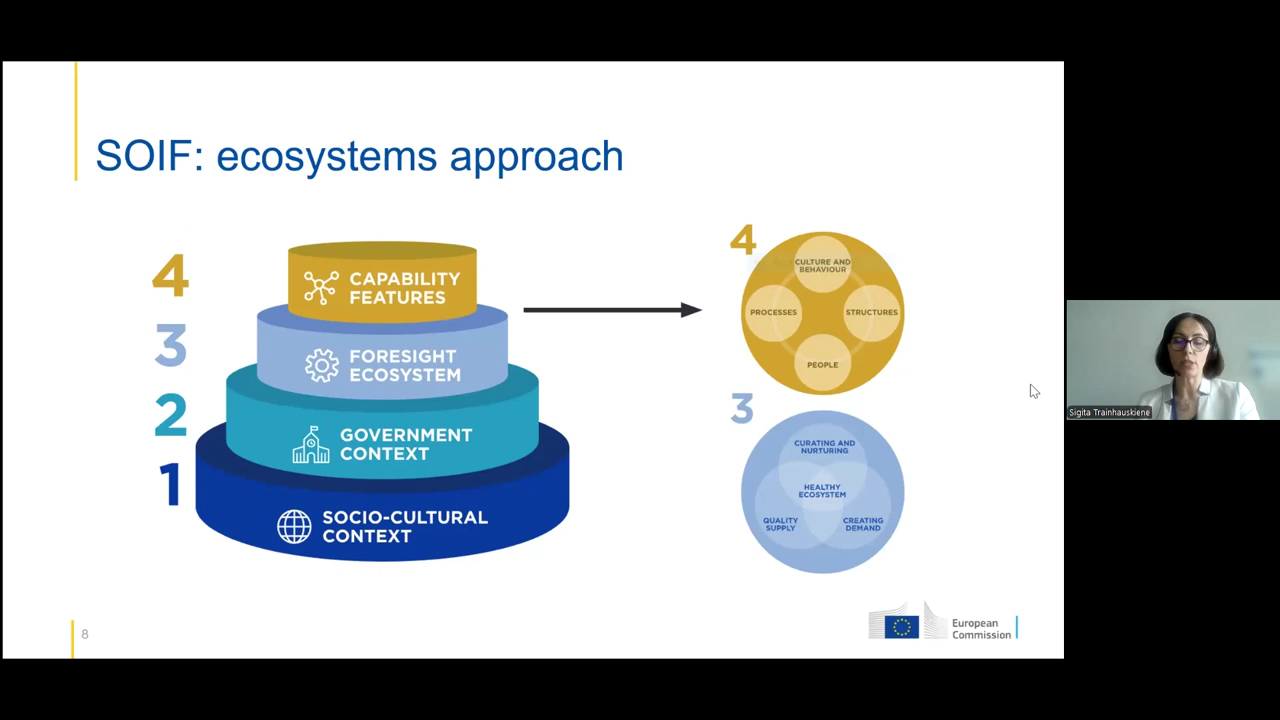 SOIF: ecosystems approach
4
CAPABILITY
FEATURES
3
FORESIGHT
ECOSYSTEM
2
GOVERNMENT
CONTEXT
1
SOCIO-CULTURAL
CONTEXT
4
CULTURE AND
BEHAVIOUR
PROCESSES
STRUCTURES
PEOPLE
3
CURATING AND
NURTURING
HEALTHY
ECOSYSTEM
QUALITY
SUPPLY
CREATING
DEMAND
8
European
Commission
Sigita Trainhauskiene